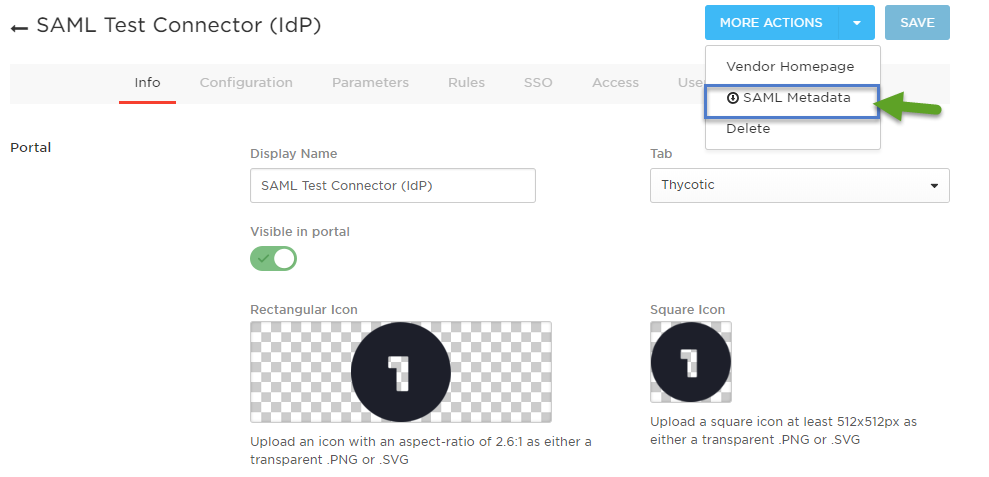 SAML Test Connector (IdP)
MORE ACTIONS
SAVE
Vendor Homepage
SAML Metadata
Delete
Info
Configuration
Parameters
Rules
SSO
Access
Portal
Display Name
SAML Test Connector (IdP)
Tab
Thycotic
Visible in portal
Rectangular Icon
1
Upload an icon with an aspect-ratio of 2.6:1 as either a
transparent .PNG or .SVG
Square Icon
1
Upload a square icon at least 512x512px as
either a transparent .PNG or .SVG